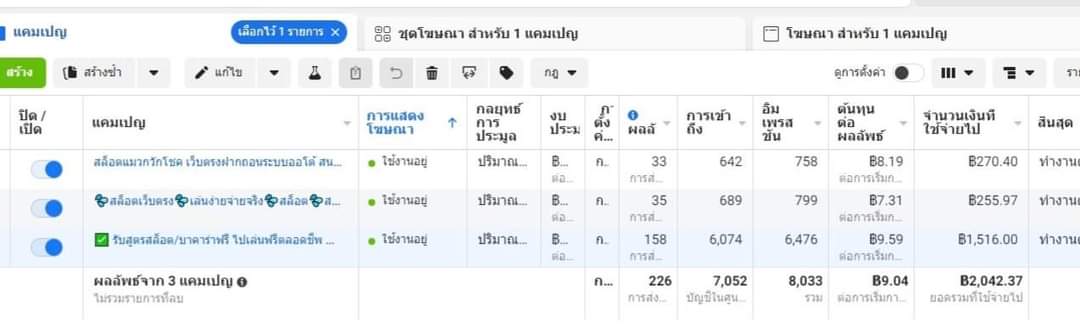 แคมเปญ
เลือกไว้ 1 รายการ ×
ชุดโฆษณา สำหรับ 1 แคมเปญ
โฆษณา สำหรับ 1 แคมเปญ
สร้าง
สร้างซ้ำ
แก้ไข
กฎ
ดูการตั้งค่า
ราย
ปิด / เปิด
แคมเปญ
การแสดงโฆษณา ↑
กลยุทธ์การประมูล
งบประม
ก- ตั้ง ค่...
ผลลั
การเข้าถึง
อิมเพรสชัน
ต้นทุนต่อผลลัพธ์
จำนวนเงินที่ใช้จ่ายไป
สิ้นสุด
สล็อตแมวกวักโชค เว็บตรงฝากถอนระบบออโต้ สน... ใช้งานอยู่ ปริมาณ... ฿... ก.. 33 642 758 ฿8.19 ฿270.40 ทำงาน
ต่อ... การส่... ต่อการเริ่มก...
สล็อตเว็บตรง เล่นง่ายจ่ายจริง สล็อต ส... ใช้งานอยู่ ปริมาณ... ฿... ก.. 35 689 799 ฿7.31 ฿255.97 ทำงาน
ต่อ... การส่... ต่อการเริ่มก...
✅ รับสูตรสล็อต/บาคาร่าฟรี ไปเล่นฟรีตลอดชีพ ... ใช้งานอยู่ ปริมาณ... ฿... ก.. 158 6,074 6,476 ฿9.59 ฿1,516.00 ทำงาน
ต่อ... การส่... ต่อการเริ่มก...
ผลลัพธ์จาก 3 แคมเปญ ก... 226 7,052 8,033 ฿9.04 ฿2,042.37
ไม่รวมรายการที่ลบ การส่ง... บัญชีในศูน... รวม ต่อการเริ่มกา... ยอดรวมที่ใช้จ่ายไป